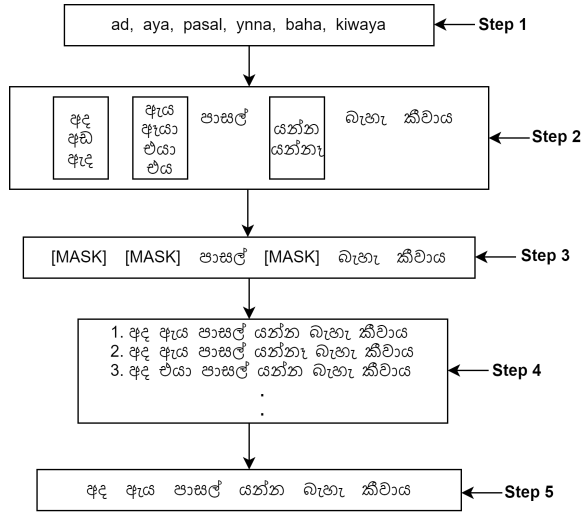 ad, aya, pasal, ynna, baha, kiwaya
Step 1
අද
අඩ
ඇද
ඇය
ඈයා
එයා
එය
පාසල්
යන්න
යන්නෑ
බැහැ කීවාය
Step 2
[MASK] [MASK] පාසල් [MASK] බැහැ කීවාය
Step 3
1. අද ඇය පාසල් යන්න බැහැ කීවාය
2. අද ඇය පාසල් යන්නෑ බැහැ කීවාය
3. අද එයා පාසල් යන්න බැහැ කීවාය
.
.
Step 4
අද ඇය පාසල් යන්න බැහැ කීවාය
Step 5